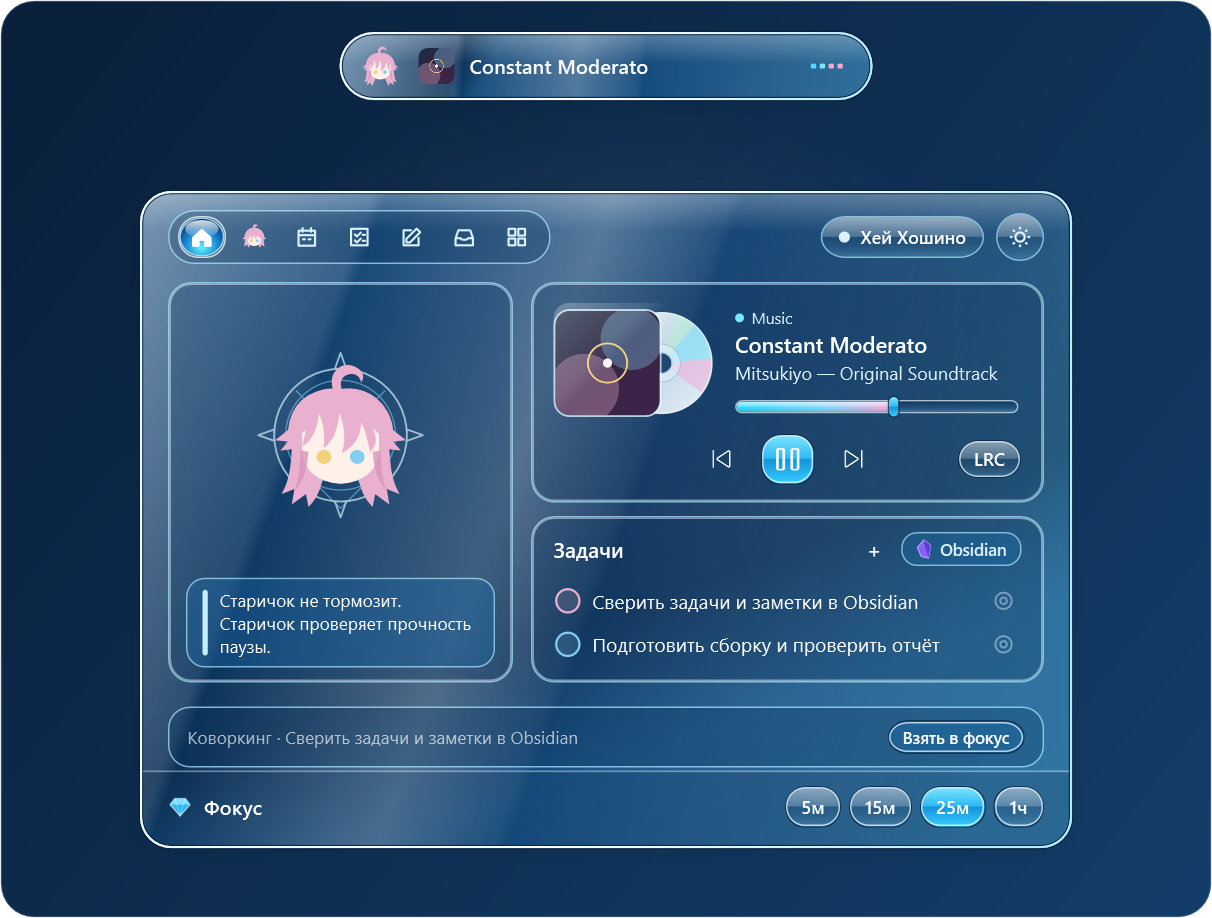 Constant Moderato
Хей Хошино
Music
Constant Moderato
Mitsukiyo — Original Soundtrack
LRC
Старичок не тормозит.
Старичок проверяет прочность
паузы.
Задачи
+
Obsidian
Сверить задачи и заметки в Obsidian
Подготовить сборку и проверить отчёт
Коворкинг · Сверить задачи и заметки в Obsidian
Взять в фокус
Фокус
5м
15м
25м
1ч